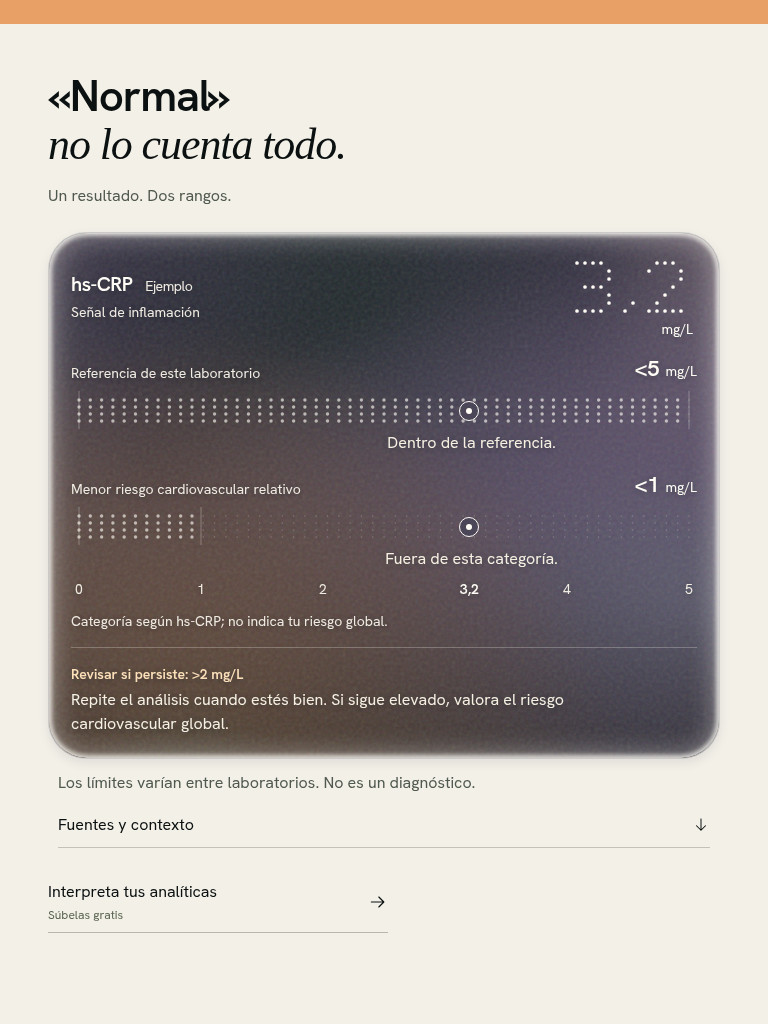 «Normal»
no lo cuenta todo.
Un resultado. Dos rangos.
hs-CRP Ejemplo
Señal de inflamación
3.2
mg/L
Referencia de este laboratorio
<5 mg/L
Dentro de la referencia.
Menor riesgo cardiovascular relativo
<1 mg/L
Fuera de esta categoría.
0 1 2 3,2 4 5
Categoría según hs-CRP; no indica tu riesgo global.
Revisar si persiste: >2 mg/L
Repite el análisis cuando estés bien. Si sigue elevado, valora el riesgo
cardiovascular global.
Los límites varían entre laboratorios. No es un diagnóstico.
Fuentes y contexto
Interpreta tus analíticas
Súbelas gratis